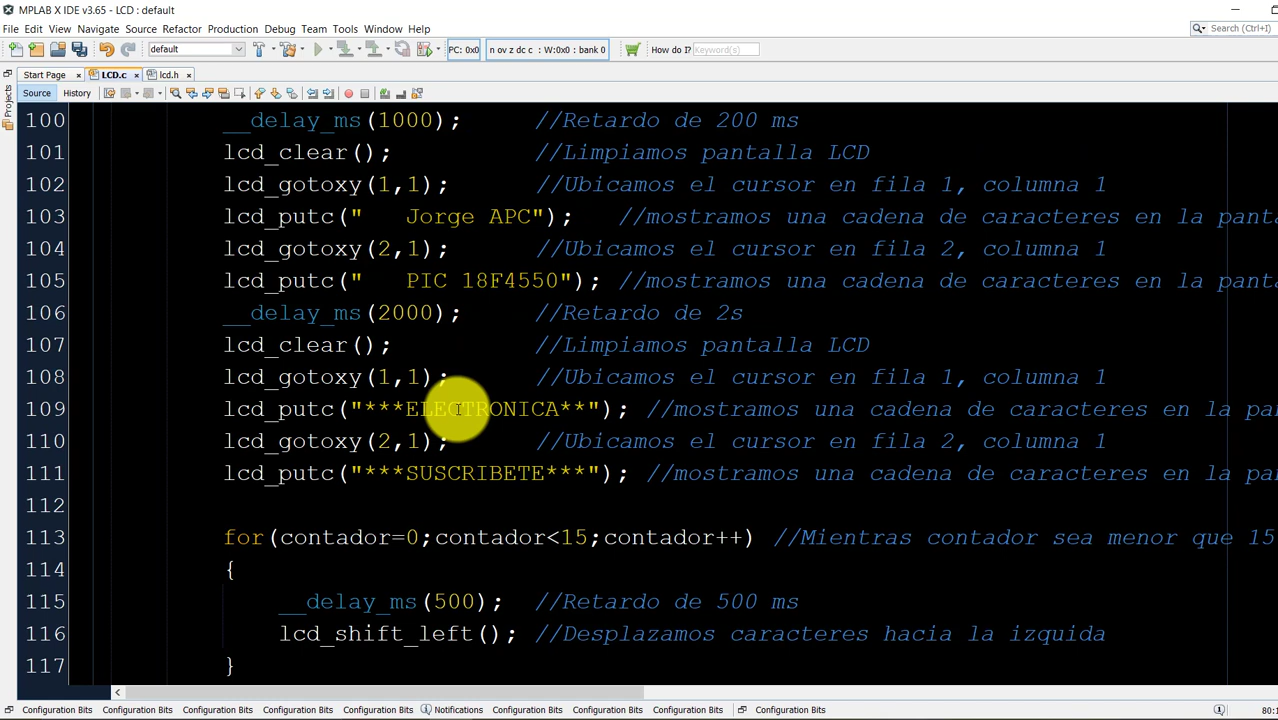 MPLAB X IDE v3.65 - LCD : default
File Edit View Navigate Source Refactor Production Debug Team Tools Window Help
Search (Ctrl+I)
default
PC: 0x0
n ov z dc c : W:0x0 : bank 0
How do I? (Keyword(s)
Start Page
LCD.c
lcd.h
Projects
Source
History
100 __delay_ms(1000); //Retardo de 200 ms
101 lcd_clear(); //Limpiamos pantalla LCD
102 lcd_gotoxy(1,1); //Ubicamos el cursor en fila 1, columna 1
103 lcd_putc("   Jorge APC"); //mostramos una cadena de caracteres en la panta
104 lcd_gotoxy(2,1); //Ubicamos el cursor en fila 2, columna 1
105 lcd_putc("   PIC 18F4550"); //mostramos una cadena de caracteres en la panta
106 __delay_ms(2000); //Retardo de 2s
107 lcd_clear(); //Limpiamos pantalla LCD
108 lcd_gotoxy(1,1); //Ubicamos el cursor en fila 1, columna 1
109 lcd_putc("***ELECTRONICA**"); //mostramos una cadena de caracteres en la pan
110 lcd_gotoxy(2,1); //Ubicamos el cursor en fila 2, columna 1
111 lcd_putc("***SUSCRIBETE***"); //mostramos una cadena de caracteres en la pan
112
113 for(contador=0;contador<15;contador++) //Mientras contador sea menor que 15
114 {
115 __delay_ms(500); //Retardo de 500 ms
116 lcd_shift_left(); //Desplazamos caracteres hacia la izquida
117 }
Configuration Bits Configuration Bits Configuration Bits Configuration Bits Configuration Bits Notifications Configuration Bits Configuration Bits Configuration Bits Configuration Bits
80:1